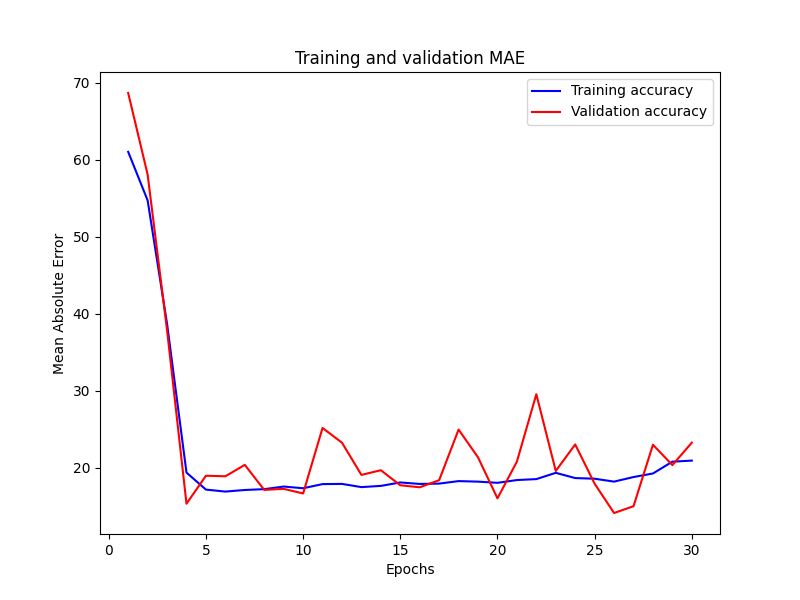 Training and validation MAE
Training accuracy
Validation accuracy
Mean Absolute Error
70
60
50
40
30
20
0
5
10
15
20
25
30
Epochs